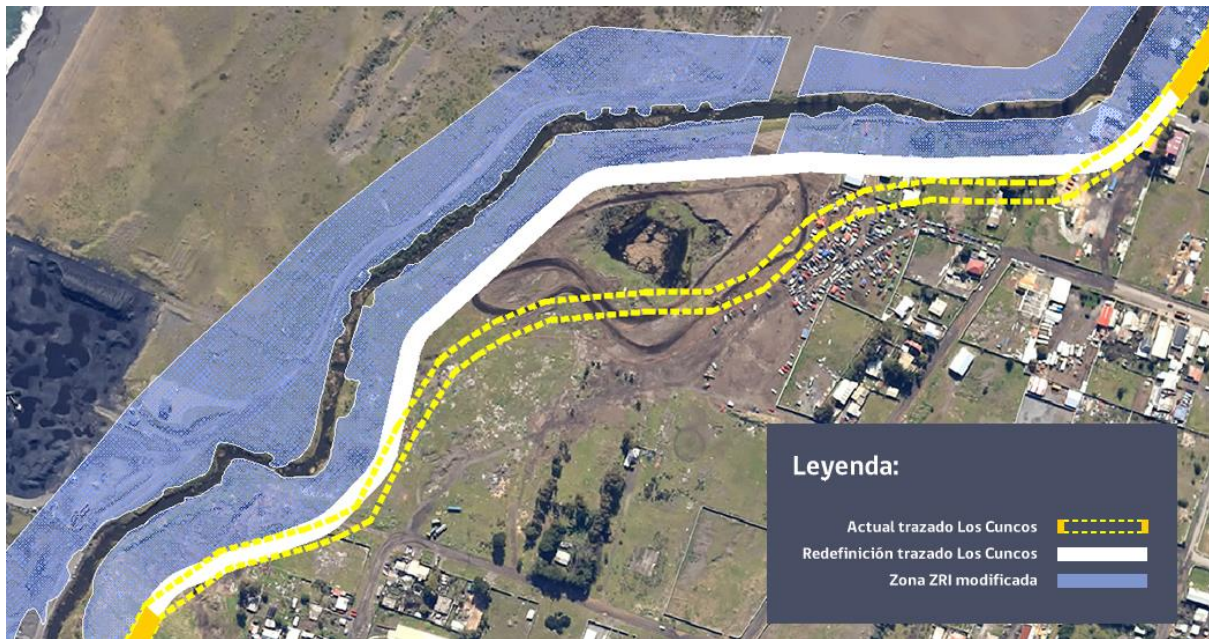 Leyenda:
Actual trazado Los Cuncos
Redefinición trazado Los Cuncos
Zona ZRI modificada